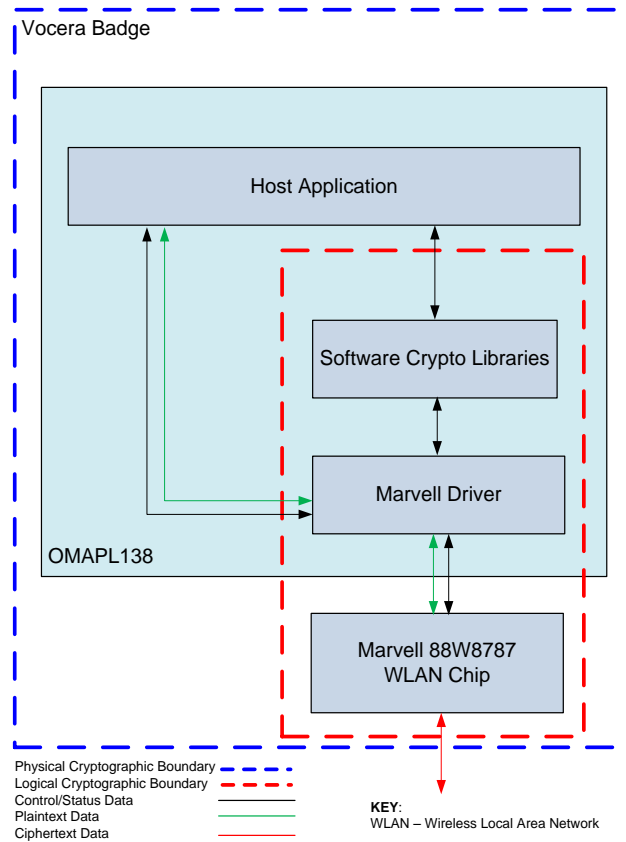 Vocera Badge
Host Application
Software Crypto Libraries
Marvell Driver
OMAPL138
Marvell 88W8787
WLAN Chip
Physical Cryptographic Boundary
Logical Cryptographic Boundary
Control/Status Data
Plaintext Data
Ciphertext Data
KEY:
WLAN – Wireless Local Area Network